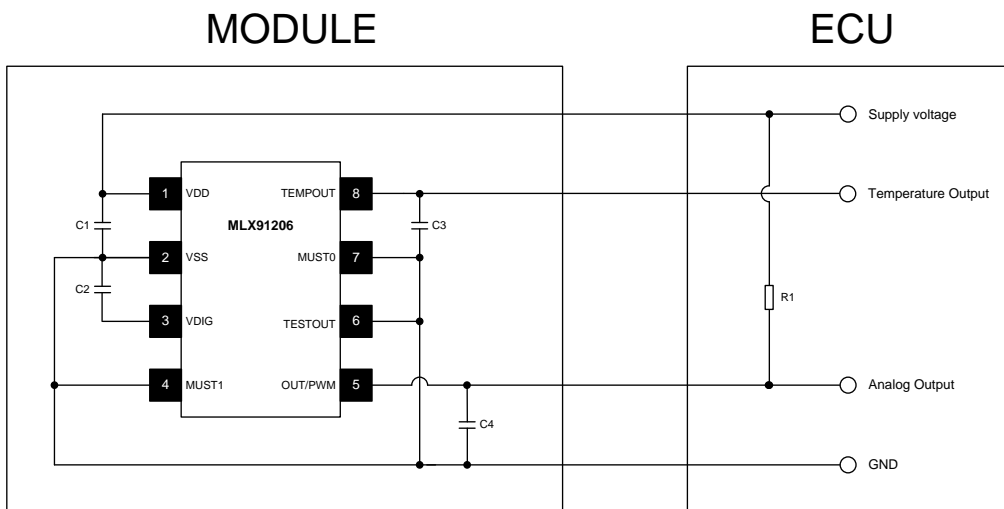 MODULE
ECU
Supply voltage
1 VDD
TEMPOUT 8
Temperature Output
C1
MLX91206
C3
2 VSS
MUST0 7
C2
R1
3 VDIG
TESTOUT 6
4 MUST1
OUT/PWM 5
Analog Output
C4
GND